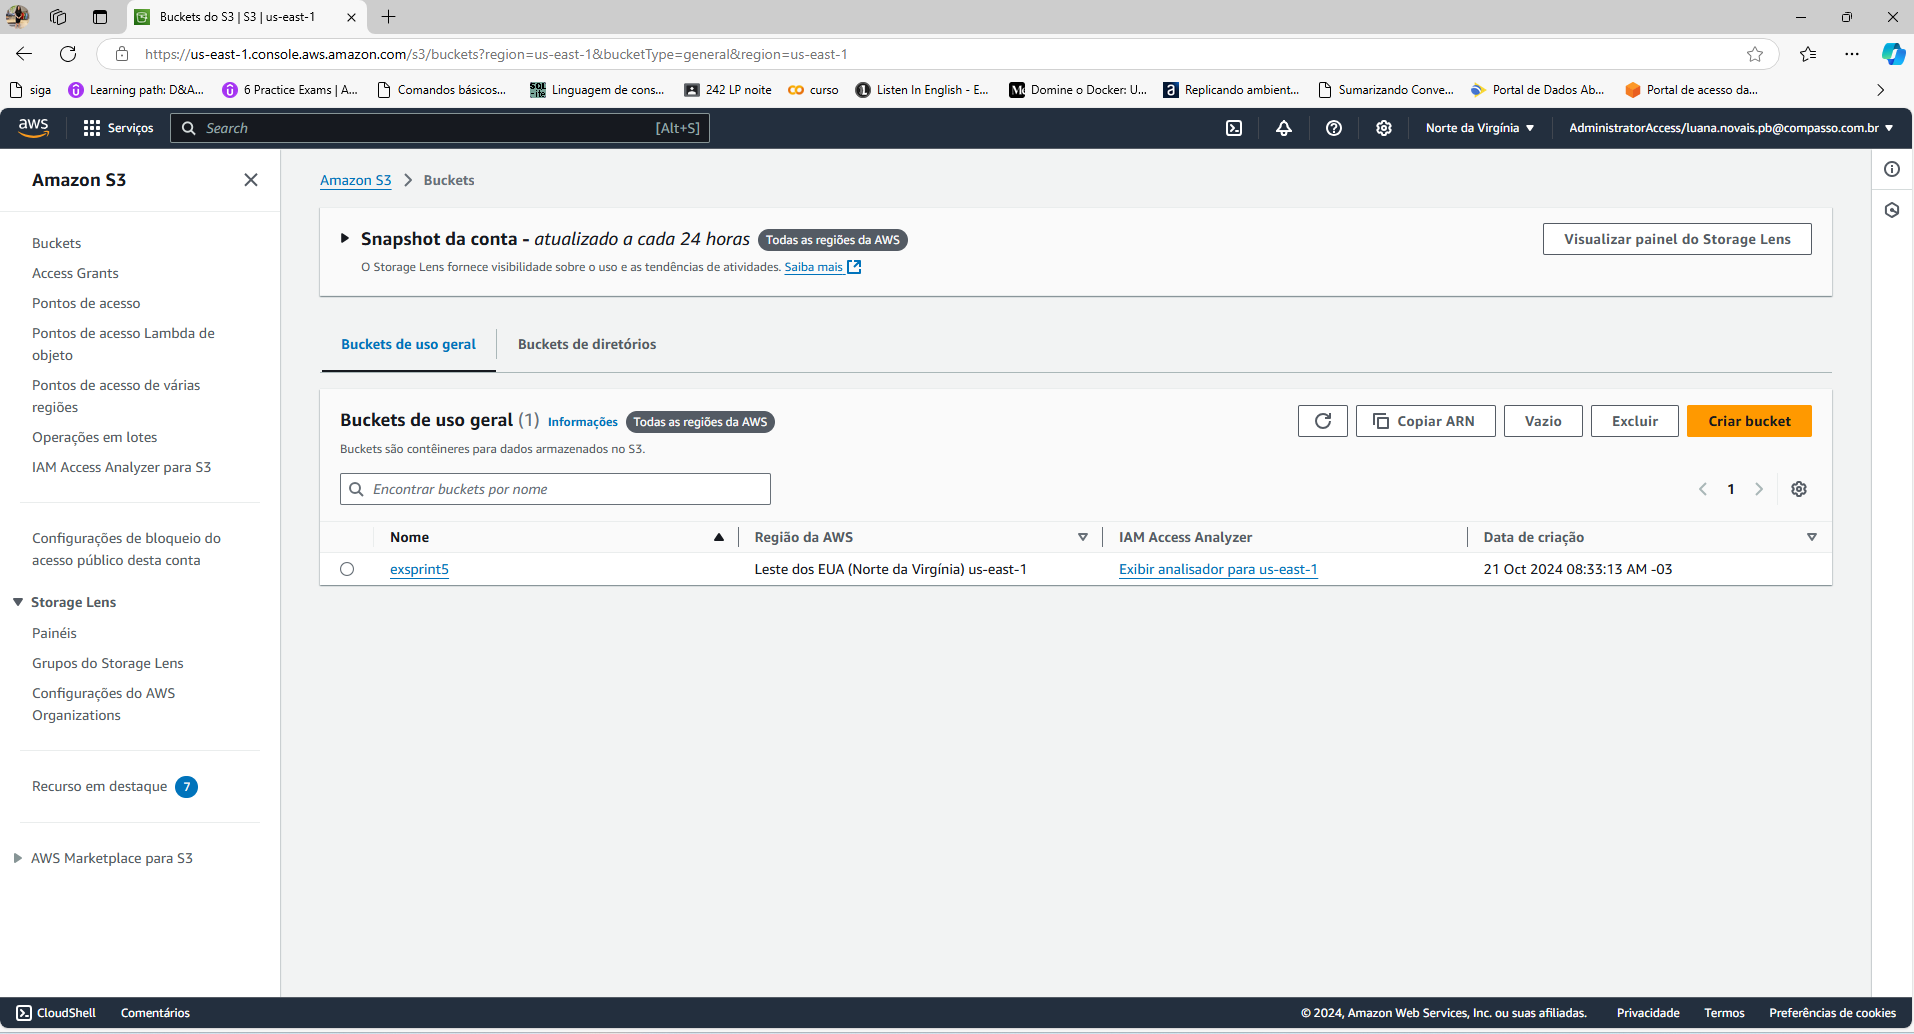 Buckets do S3 | S3 | us-east-1
https://us-east-1.console.aws.amazon.com/s3/buckets?region=us-east-1&bucketType=general&region=us-east-1
siga
Learning path: D&A...
6 Practice Exams | A...
Comandos básicos...
Linguagem de cons...
242 LP noite
curso
Listen In English - E...
Domine o Docker: U...
Replicando ambient...
Sumarizando Conve...
Portal de Dados Ab...
Portal de acesso da...
aws
Serviços
Search
[Alt+S]
Norte da Virgínia
AdministratorAccess/luana.novais.pb@compasso.com.br
Amazon S3
Buckets
Access Grants
Pontos de acesso
Pontos de acesso Lambda de
objeto
Pontos de acesso de várias
regiões
Operações em lotes
IAM Access Analyzer para S3
Configurações de bloqueio do
acesso público desta conta
Storage Lens
Painéis
Grupos do Storage Lens
Configurações do AWS
Organizations
Recurso em destaque 7
AWS Marketplace para S3
Amazon S3 > Buckets
Snapshot da conta - atualizado a cada 24 horas Todas as regiões da AWS
O Storage Lens fornece visibilidade sobre o uso e as tendências de atividades. Saiba mais
Visualizar painel do Storage Lens
Buckets de uso geral
Buckets de diretórios
Buckets de uso geral (1) Informações Todas as regiões da AWS
Buckets são contêineres para dados armazenados no S3.
Copiar ARN
Vazio
Excluir
Criar bucket
Encontrar buckets por nome
1
Nome
Região da AWS
IAM Access Analyzer
Data de criação
exsprint5
Leste dos EUA (Norte da Virgínia) us-east-1
Exibir analisador para us-east-1
21 Oct 2024 08:33:13 AM -03
CloudShell
Comentários
© 2024, Amazon Web Services, Inc. ou suas afiliadas.
Privacidade
Termos
Preferências de cookies